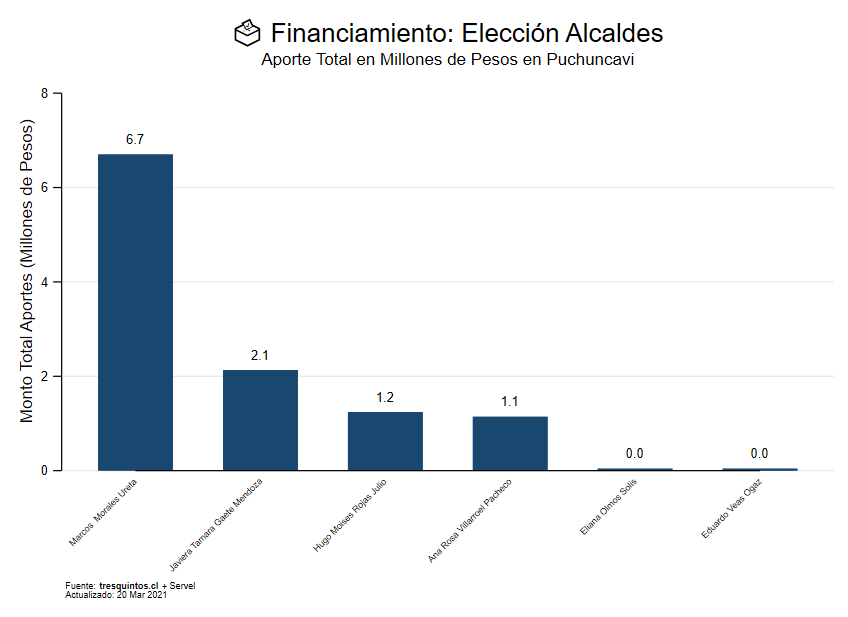 Financiamiento: Elección Alcaldes
Aporte Total en Millones de Pesos en Puchuncavi
Monto Total Aportes (Millones de Pesos)
8
6
4
2
0
6.7
2.1
1.2
1.1
0.0
0.0
Marcos Morales Ureta
Javiera Tamara Gaete Mendoza
Hugo Moises Rojas Julio
Ana Rosa Villarroel Pacheco
Eliana Olmos Solis
Eduardo Veas Ogaz
Fuente: tresquintos.cl + Servel
Actualizado: 20 Mar 2021